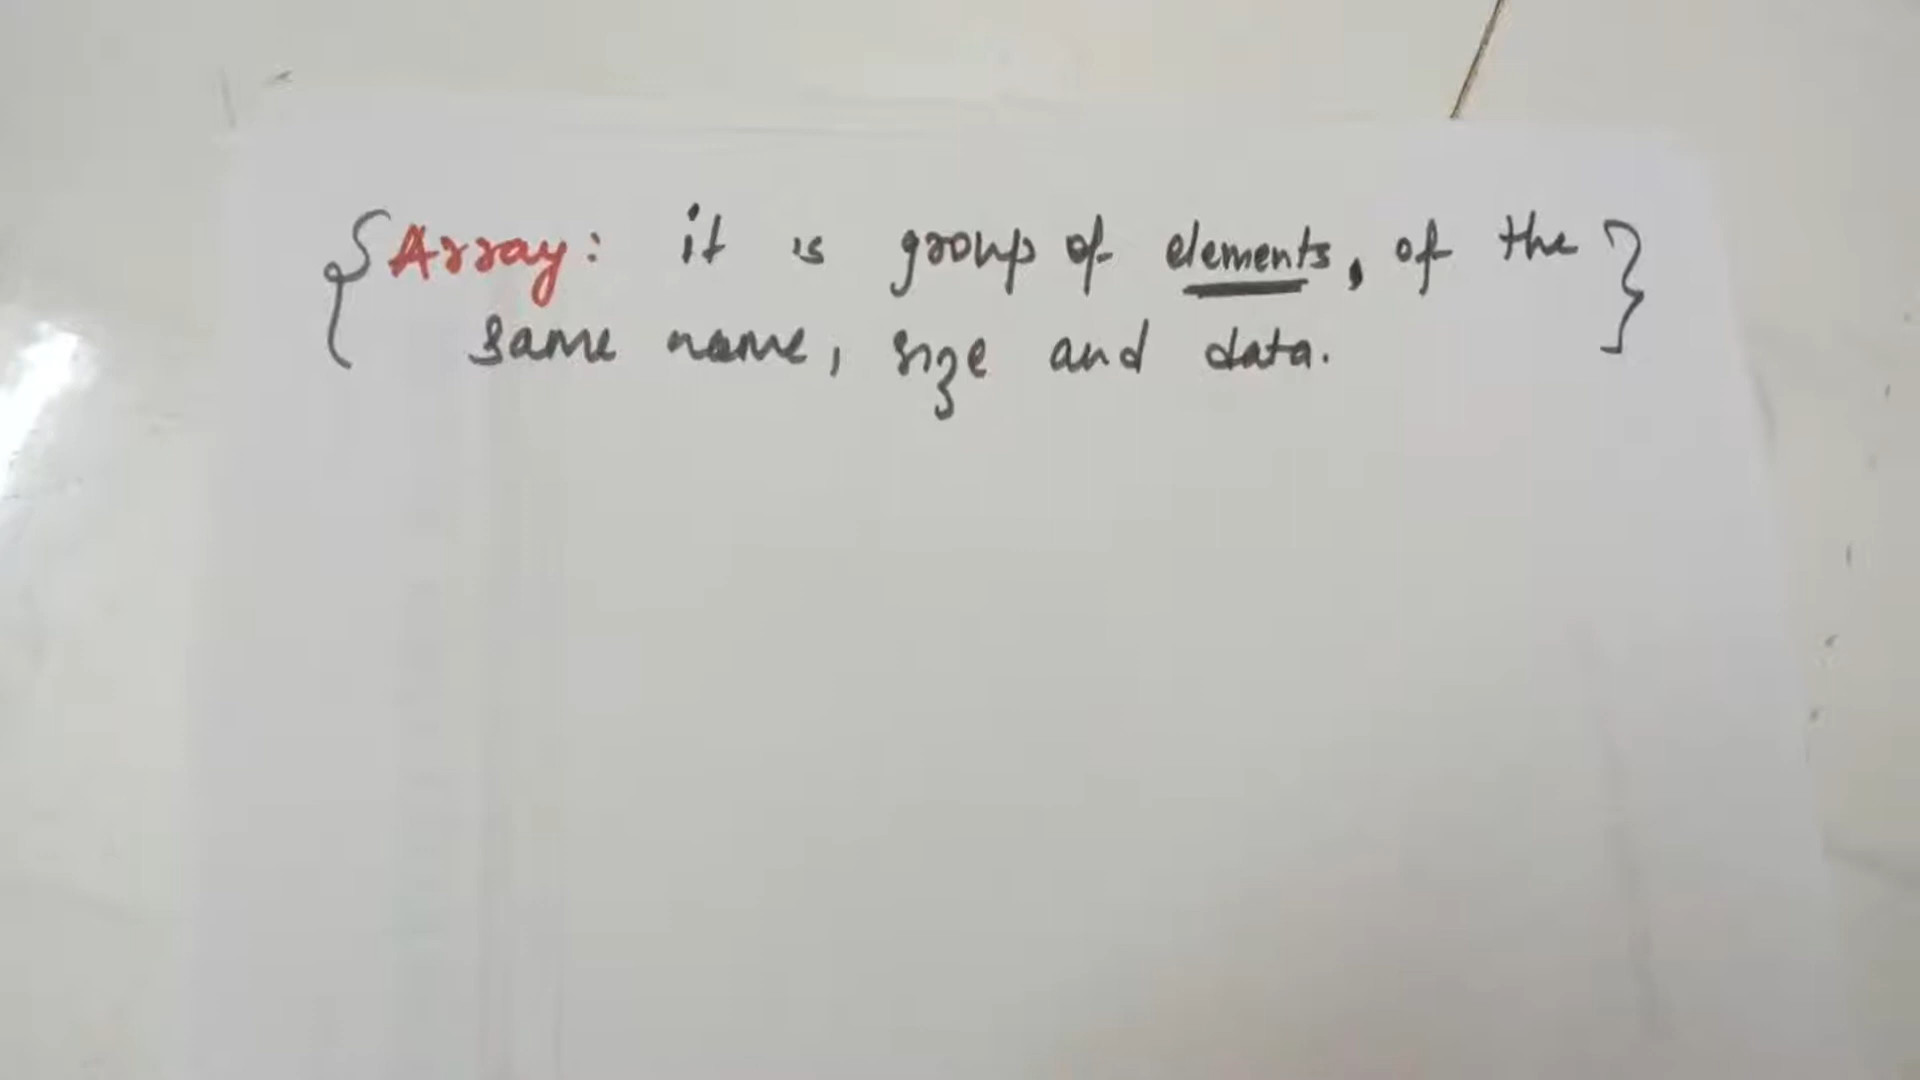 { Array: it is group of elements, of the }
same name, size and data.